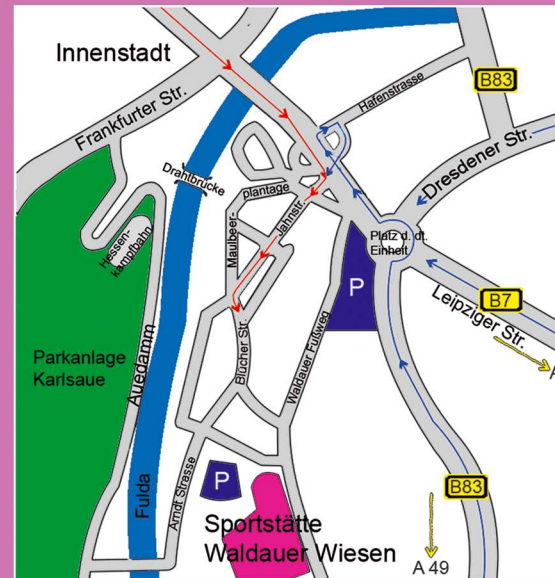 Innenstadt
Frankfurter Str.
Hafenstrasse
B83
Dresdener Str.
Drahtbrücke
plantage
Maulbeer-
Jahnstr.
Hessen-
kampfbahn
Platz d. dt.
Einheit
P
B7
Leipziger Str.
Parkanlage
Karlsaue
Auedamm
Blücher Str.
Waldauer Fußweg
Fulda
Arndt Strasse
P
B83
Sportstätte
Waldauer Wiesen
A 49